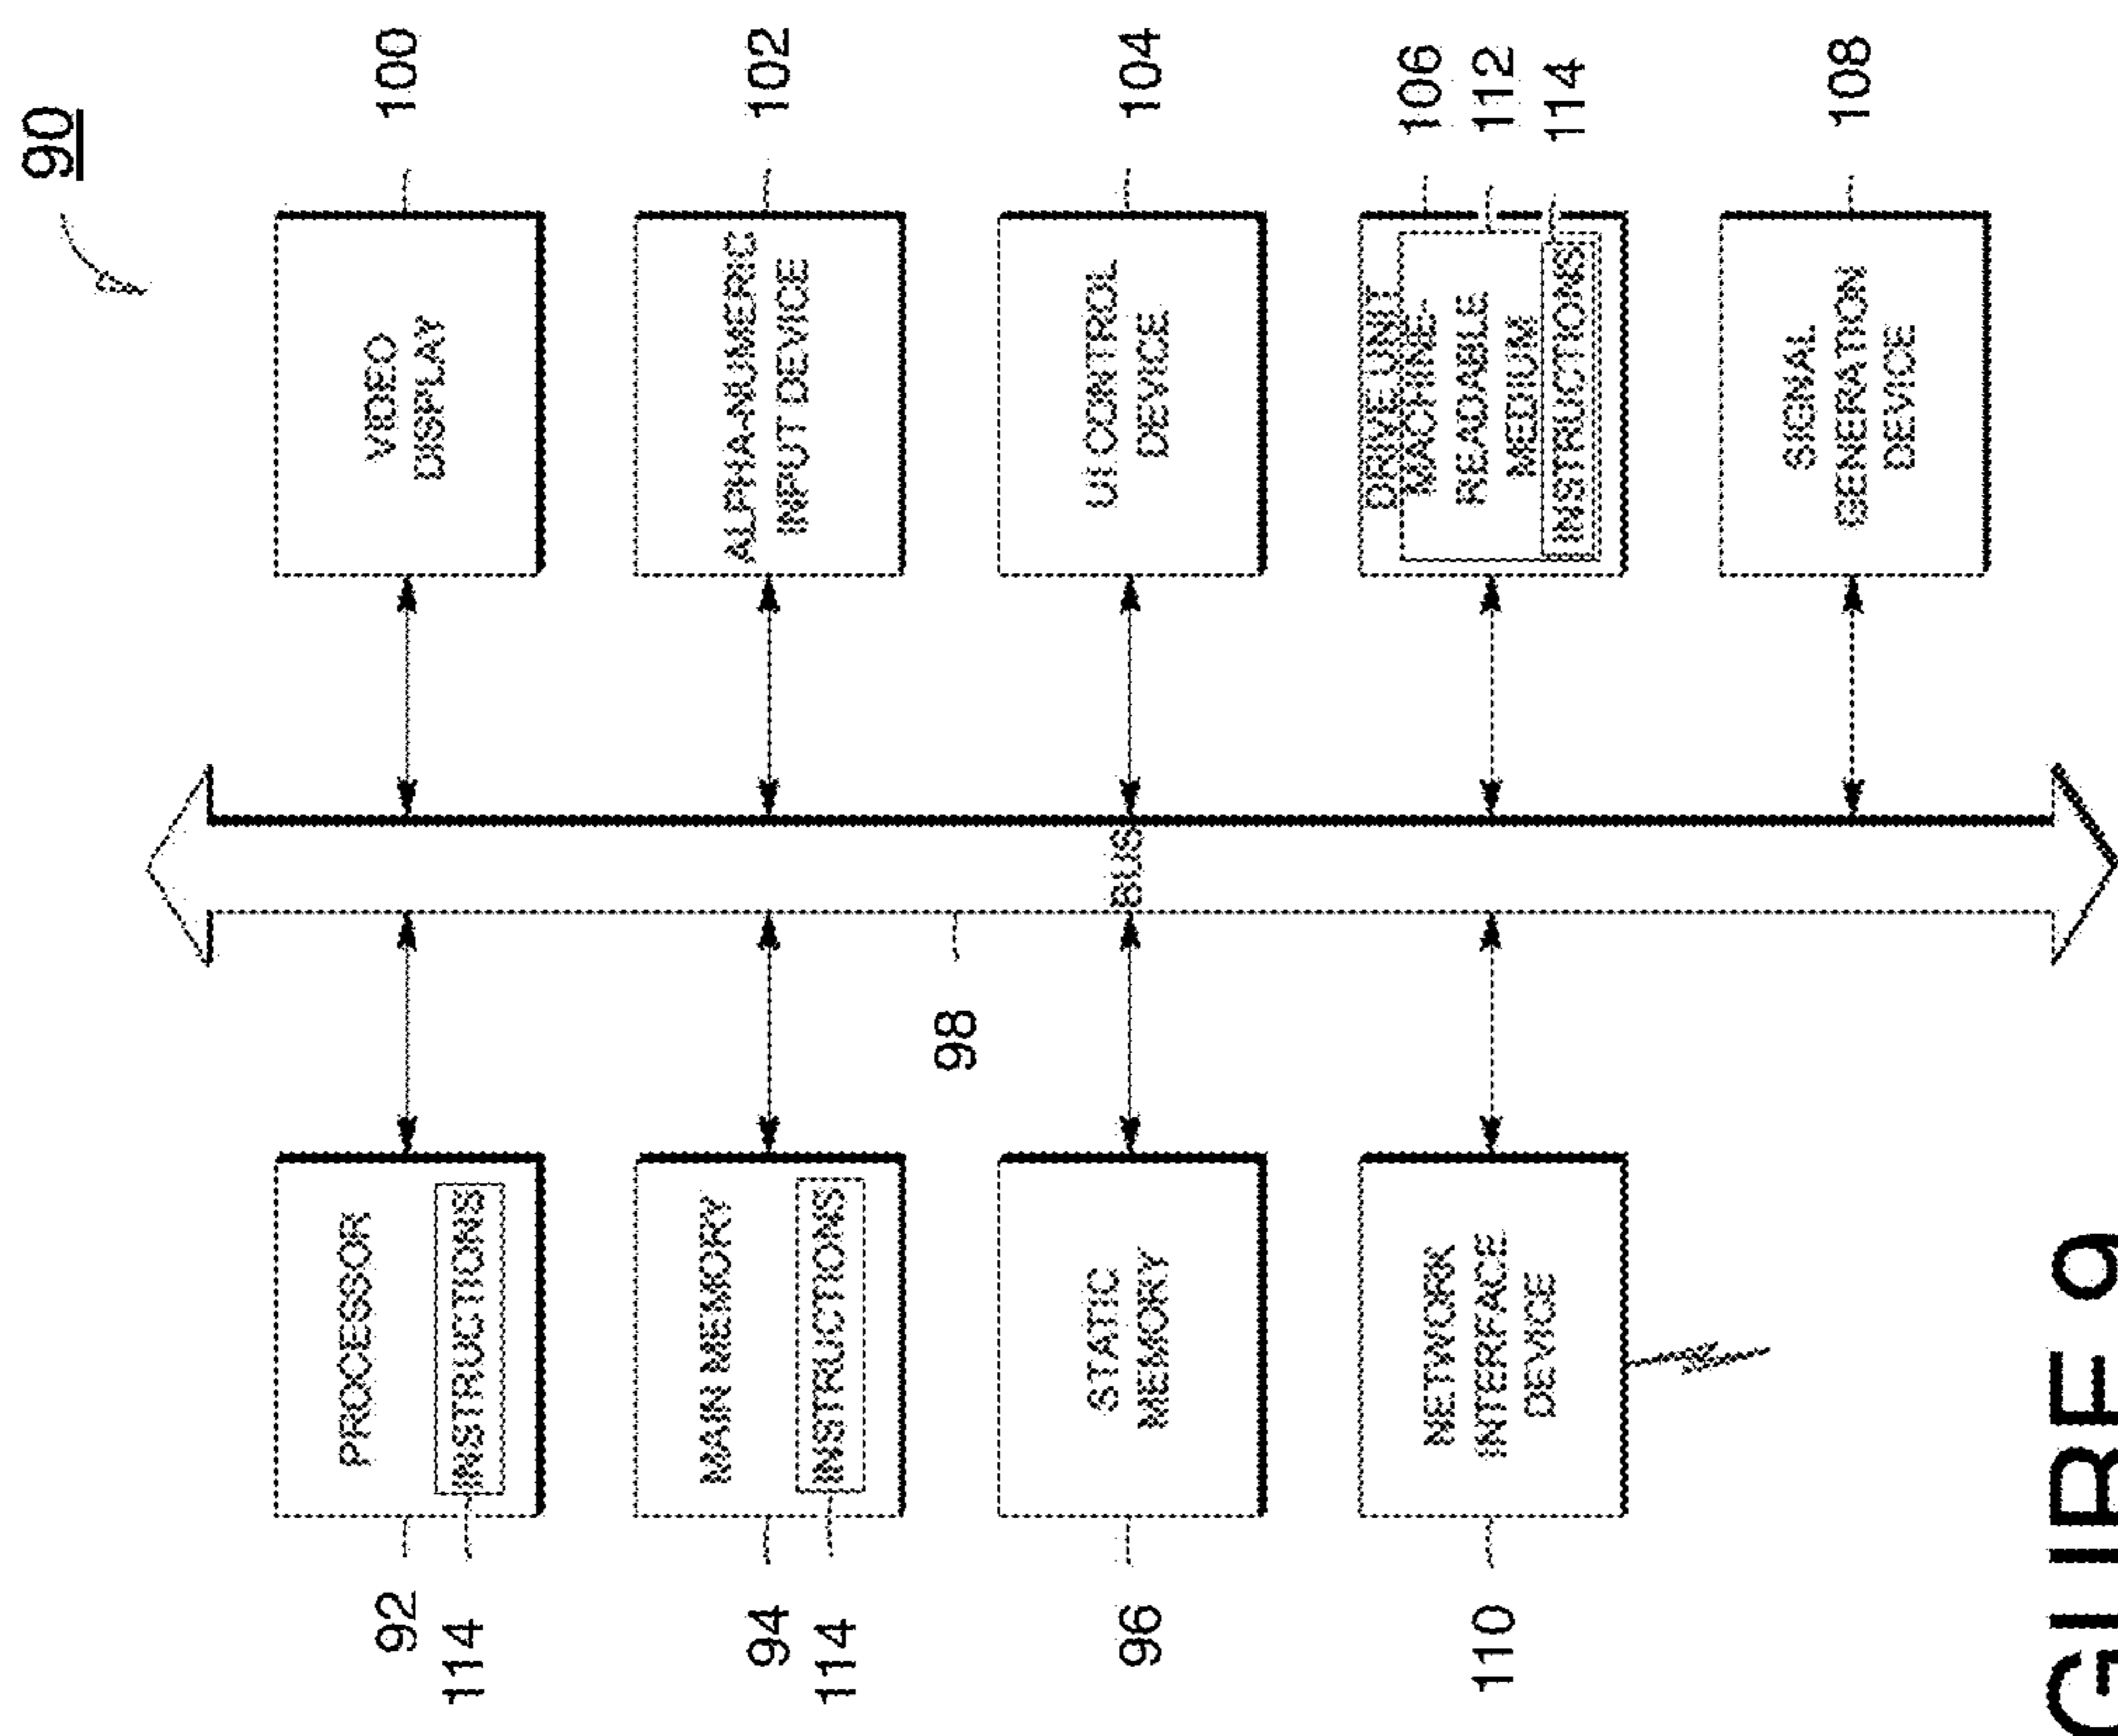 90
PROCESSOR
INSTRUCTIONS
92
114
MAIN MEMORY
INSTRUCTIONS
94
114
STATIC
MEMORY
96
NETWORK
INTERFACE
DEVICE
110
BUS
98
VIDEO
DISPLAY
100
ALPHA-NUMERIC
INPUT DEVICE
102
UI CONTROL
DEVICE
104
DRIVE UNIT
MACHINE-
READABLE
MEDIUM
INSTRUCTIONS
106
112
114
SIGNAL
GENERATION
DEVICE
108
GURE 9